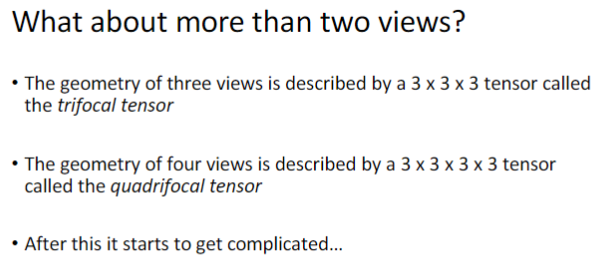 What about more than two views?
• The geometry of three views is described by a 3 x 3 x 3 tensor called
the trifocal tensor
• The geometry of four views is described by a 3 x 3 x 3 x 3 tensor
called the quadrifocal tensor
• After this it starts to get complicated...